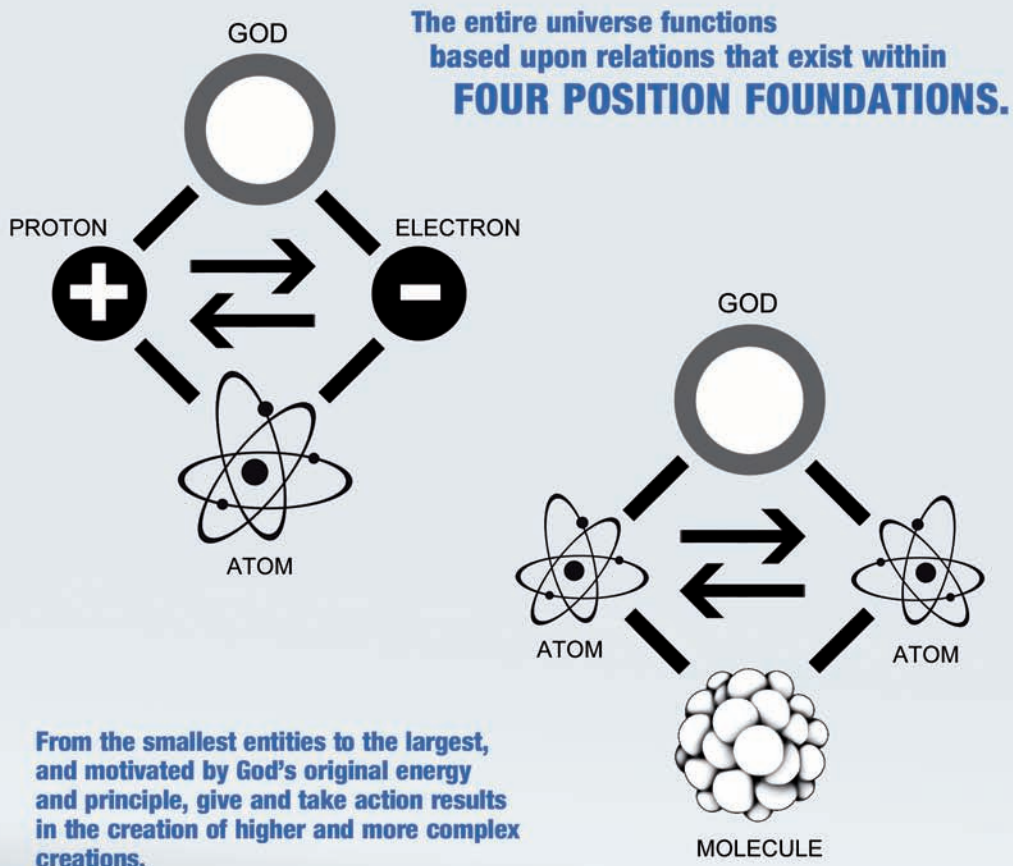 The entire universe functions
based upon relations that exist within
FOUR POSITION FOUNDATIONS.
GOD
PROTON
ELECTRON
+
-
ATOM
GOD
ATOM
ATOM
MOLECULE
From the smallest entities to the largest,
and motivated by God's original energy
and principle, give and take action results
in the creation of higher and more complex
creations.